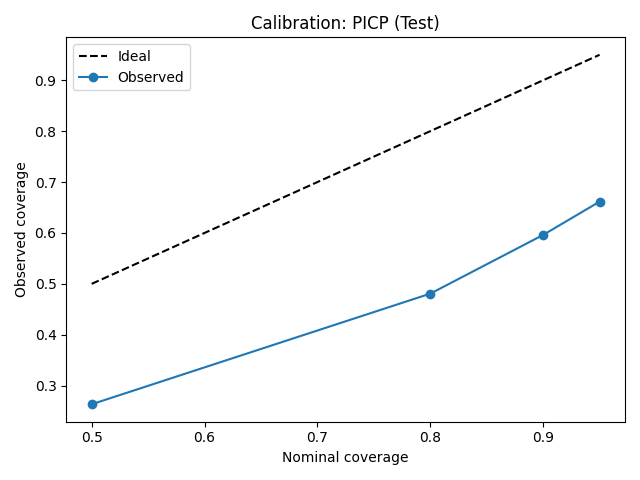 Calibration: PICP (Test)
Ideal
Observed
Observed coverage
0.9
0.8
0.7
0.6
0.5
0.4
0.3
0.5
0.6
0.7
0.8
0.9
Nominal coverage